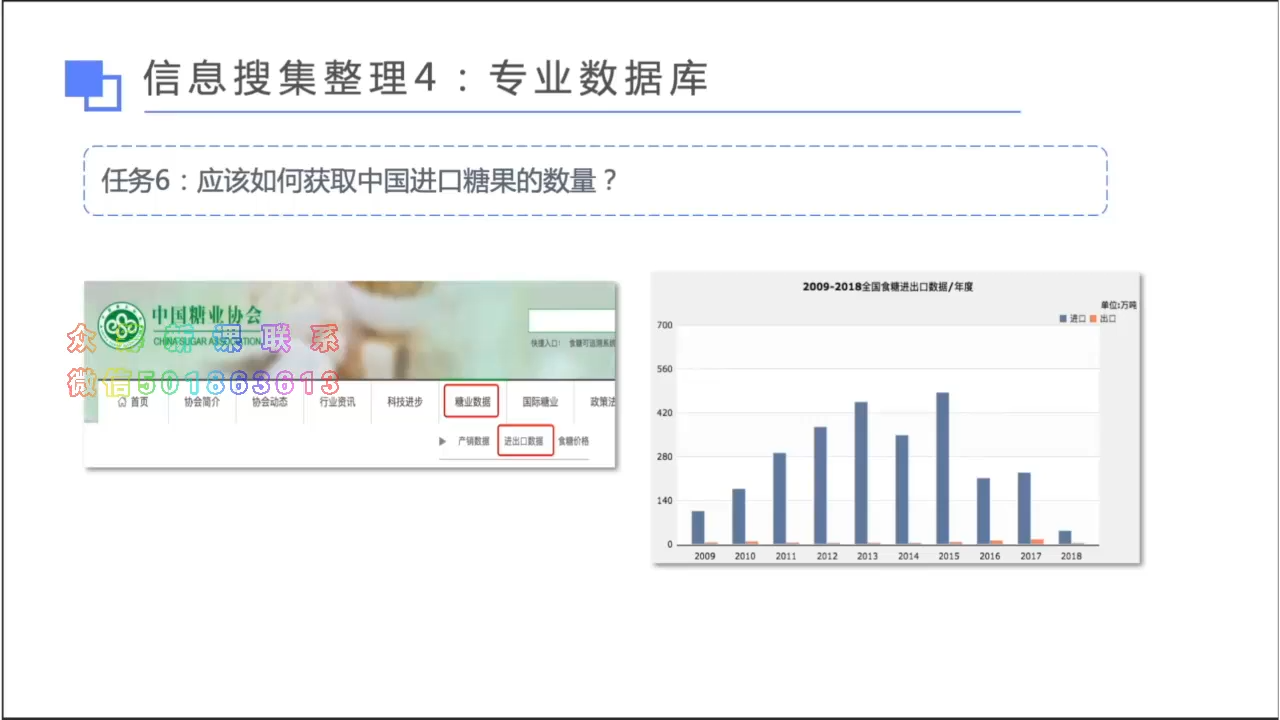 信息搜集整理4：专业数据库
任务6：应该如何获取中国进口糖果的数量？
中国糖业协会
CHINA SUGAR ASSOCIATION
快捷入口： 食糖可追溯系统
众 新 课 联 系
微信501863613
首页 协会简介 协会动态 行业资讯 科技进步 糖业数据 国际糖业 政策法
产销数据 进出口数据 食糖价格
2009-2018全国食糖进出口数据/年度
单位:万吨
进口 出口
700
560
420
280
140
0
2009 2010 2011 2012 2013 2014 2015 2016 2017 2018